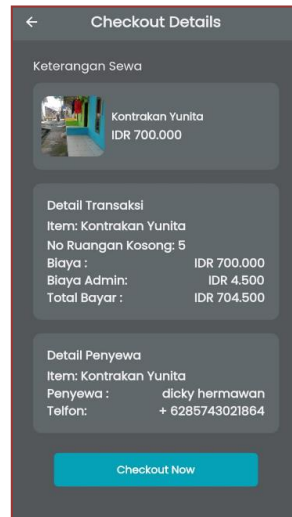 Checkout Details
Keterangan Sewa
Kontrakan Yunita
IDR 700.000
Detail Transaksi
Item: Kontrakan Yunita
No Ruangan Kosong: 5
Biaya : IDR 700.000
Biaya Admin: IDR 4.500
Total Bayar : IDR 704.500
Detail Penyewa
Item: Kontrakan Yunita
Penyewa : dicky hermawan
Telfon: + 6285743021864
Checkout Now